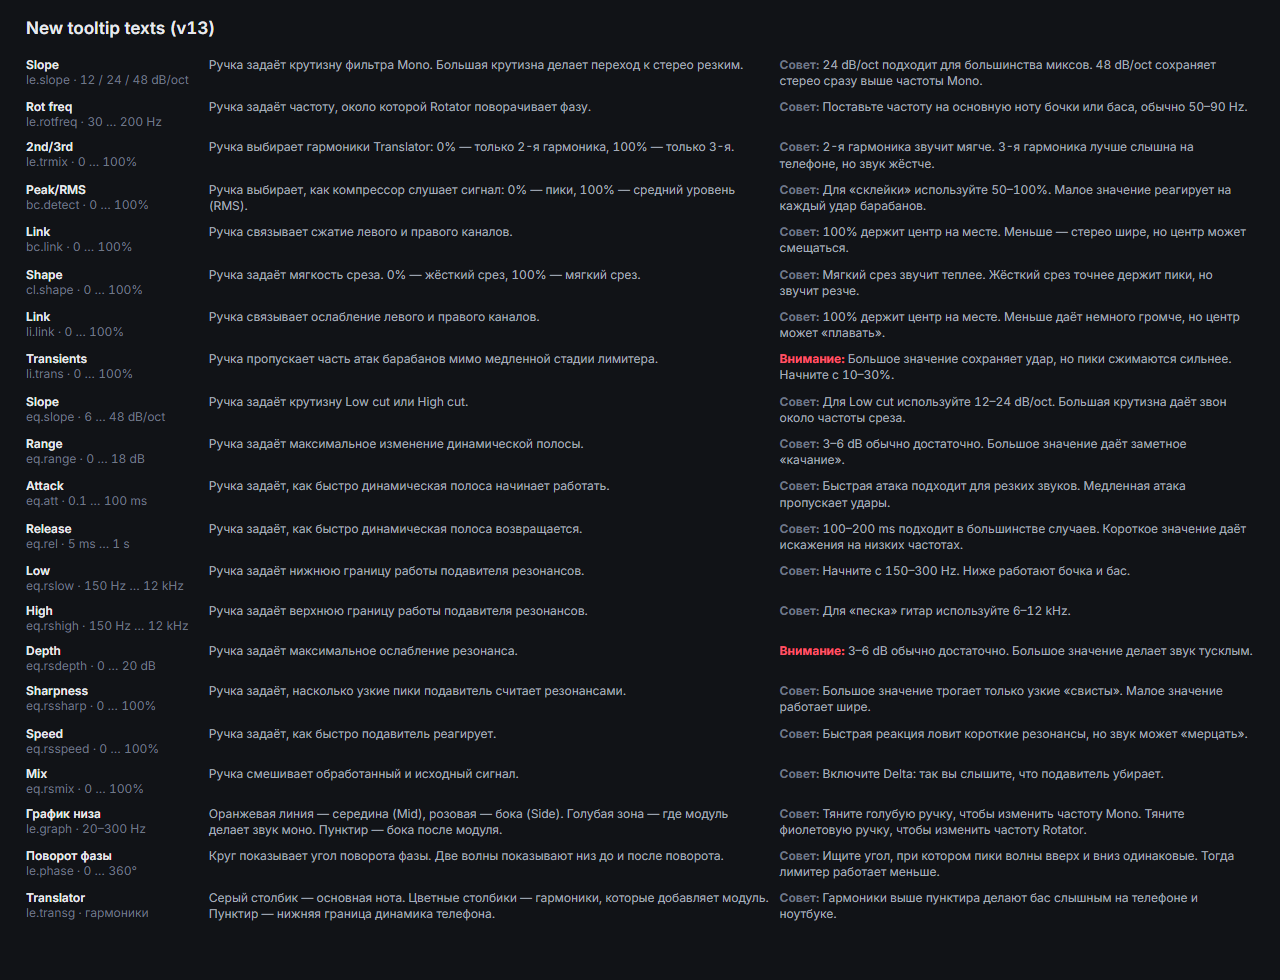 New tooltip texts (v13)
Slope
le.slope · 12 / 24 / 48 dB/oct
Ручка задаёт крутизну фильтра Mono. Большая крутизна делает переход к стерео резким.
Совет: 24 dB/oct подходит для большинства миксов. 48 dB/oct сохраняет
стерео сразу выше частоты Mono.
Rot freq
le.rotfreq · 30 … 200 Hz
Ручка задаёт частоту, около которой Rotator поворачивает фазу.
Совет: Поставьте частоту на основную ноту бочки или баса, обычно 50–90 Hz.
2nd/3rd
le.trmix · 0 … 100%
Ручка выбирает гармоники Translator: 0% — только 2-я гармоника, 100% — только 3-я.
Совет: 2-я гармоника звучит мягче. 3-я гармоника лучше слышна на
телефоне, но звук жёстче.
Peak/RMS
bc.detect · 0 … 100%
Ручка выбирает, как компрессор слушает сигнал: 0% — пики, 100% — средний уровень
(RMS).
Совет: Для «склейки» используйте 50–100%. Малое значение реагирует на
каждый удар барабанов.
Link
bc.link · 0 … 100%
Ручка связывает сжатие левого и правого каналов.
Совет: 100% держит центр на месте. Меньше — стерео шире, но центр может
смещаться.
Shape
cl.shape · 0 … 100%
Ручка задаёт мягкость среза. 0% — жёсткий срез, 100% — мягкий срез.
Совет: Мягкий срез звучит теплее. Жёсткий срез точнее держит пики, но
звучит резче.
Link
li.link · 0 … 100%
Ручка связывает ослабление левого и правого каналов.
Совет: 100% держит центр на месте. Меньше даёт немного громче, но центр
может «плавать».
Transients
li.trans · 0 … 100%
Ручка пропускает часть атак барабанов мимо медленной стадии лимитера.
Внимание: Большое значение сохраняет удар, но пики сжимаются сильнее.
Начните с 10–30%.
Slope
eq.slope · 6 … 48 dB/oct
Ручка задаёт крутизну Low cut или High cut.
Совет: Для Low cut используйте 12–24 dB/oct. Большая крутизна даёт звон
около частоты среза.
Range
eq.range · 0 … 18 dB
Ручка задаёт максимальное изменение динамической полосы.
Совет: 3–6 dB обычно достаточно. Большое значение даёт заметное
«качание».
Attack
eq.att · 0.1 … 100 ms
Ручка задаёт, как быстро динамическая полоса начинает работать.
Совет: Быстрая атака подходит для резких звуков. Медленная атака
пропускает удары.
Release
eq.rel · 5 ms … 1 s
Ручка задаёт, как быстро динамическая полоса возвращается.
Совет: 100–200 ms подходит в большинстве случаев. Короткое значение даёт
искажения на низких частотах.
Low
eq.rslow · 150 Hz … 12 kHz
Ручка задаёт нижнюю границу работы подавителя резонансов.
Совет: Начните с 150–300 Hz. Ниже работают бочка и бас.
High
eq.rshigh · 150 Hz … 12 kHz
Ручка задаёт верхнюю границу работы подавителя резонансов.
Совет: Для «песка» гитар используйте 6–12 kHz.
Depth
eq.rsdepth · 0 … 20 dB
Ручка задаёт максимальное ослабление резонанса.
Внимание: 3–6 dB обычно достаточно. Большое значение делает звук тусклым.
Sharpness
eq.rssharp · 0 … 100%
Ручка задаёт, насколько узкие пики подавитель считает резонансами.
Совет: Большое значение трогает только узкие «свисты». Малое значение
работает шире.
Speed
eq.rsspeed · 0 … 100%
Ручка задаёт, как быстро подавитель реагирует.
Совет: Быстрая реакция ловит короткие резонансы, но звук может «мерцать».
Mix
eq.rsmix · 0 … 100%
Ручка смешивает обработанный и исходный сигнал.
Совет: Включите Delta: так вы слышите, что подавитель убирает.
График низа
le.graph · 20–300 Hz
Оранжевая линия — середина (Mid), розовая — бока (Side). Голубая зона — где модуль
делает звук моно. Пунктир — бока после модуля.
Совет: Тяните голубую ручку, чтобы изменить частоту Mono. Тяните
фиолетовую ручку, чтобы изменить частоту Rotator.
Поворот фазы
le.phase · 0 … 360°
Круг показывает угол поворота фазы. Две волны показывают низ до и после поворота.
Совет: Ищите угол, при котором пики волны вверх и вниз одинаковые. Тогда
лимитер работает меньше.
Translator
le.transg · гармоники
Серый столбик — основная нота. Цветные столбики — гармоники, которые добавляет модуль.
Пунктир — нижняя граница динамика телефона.
Совет: Гармоники выше пунктира делают бас слышным на телефоне и
ноутбуке.